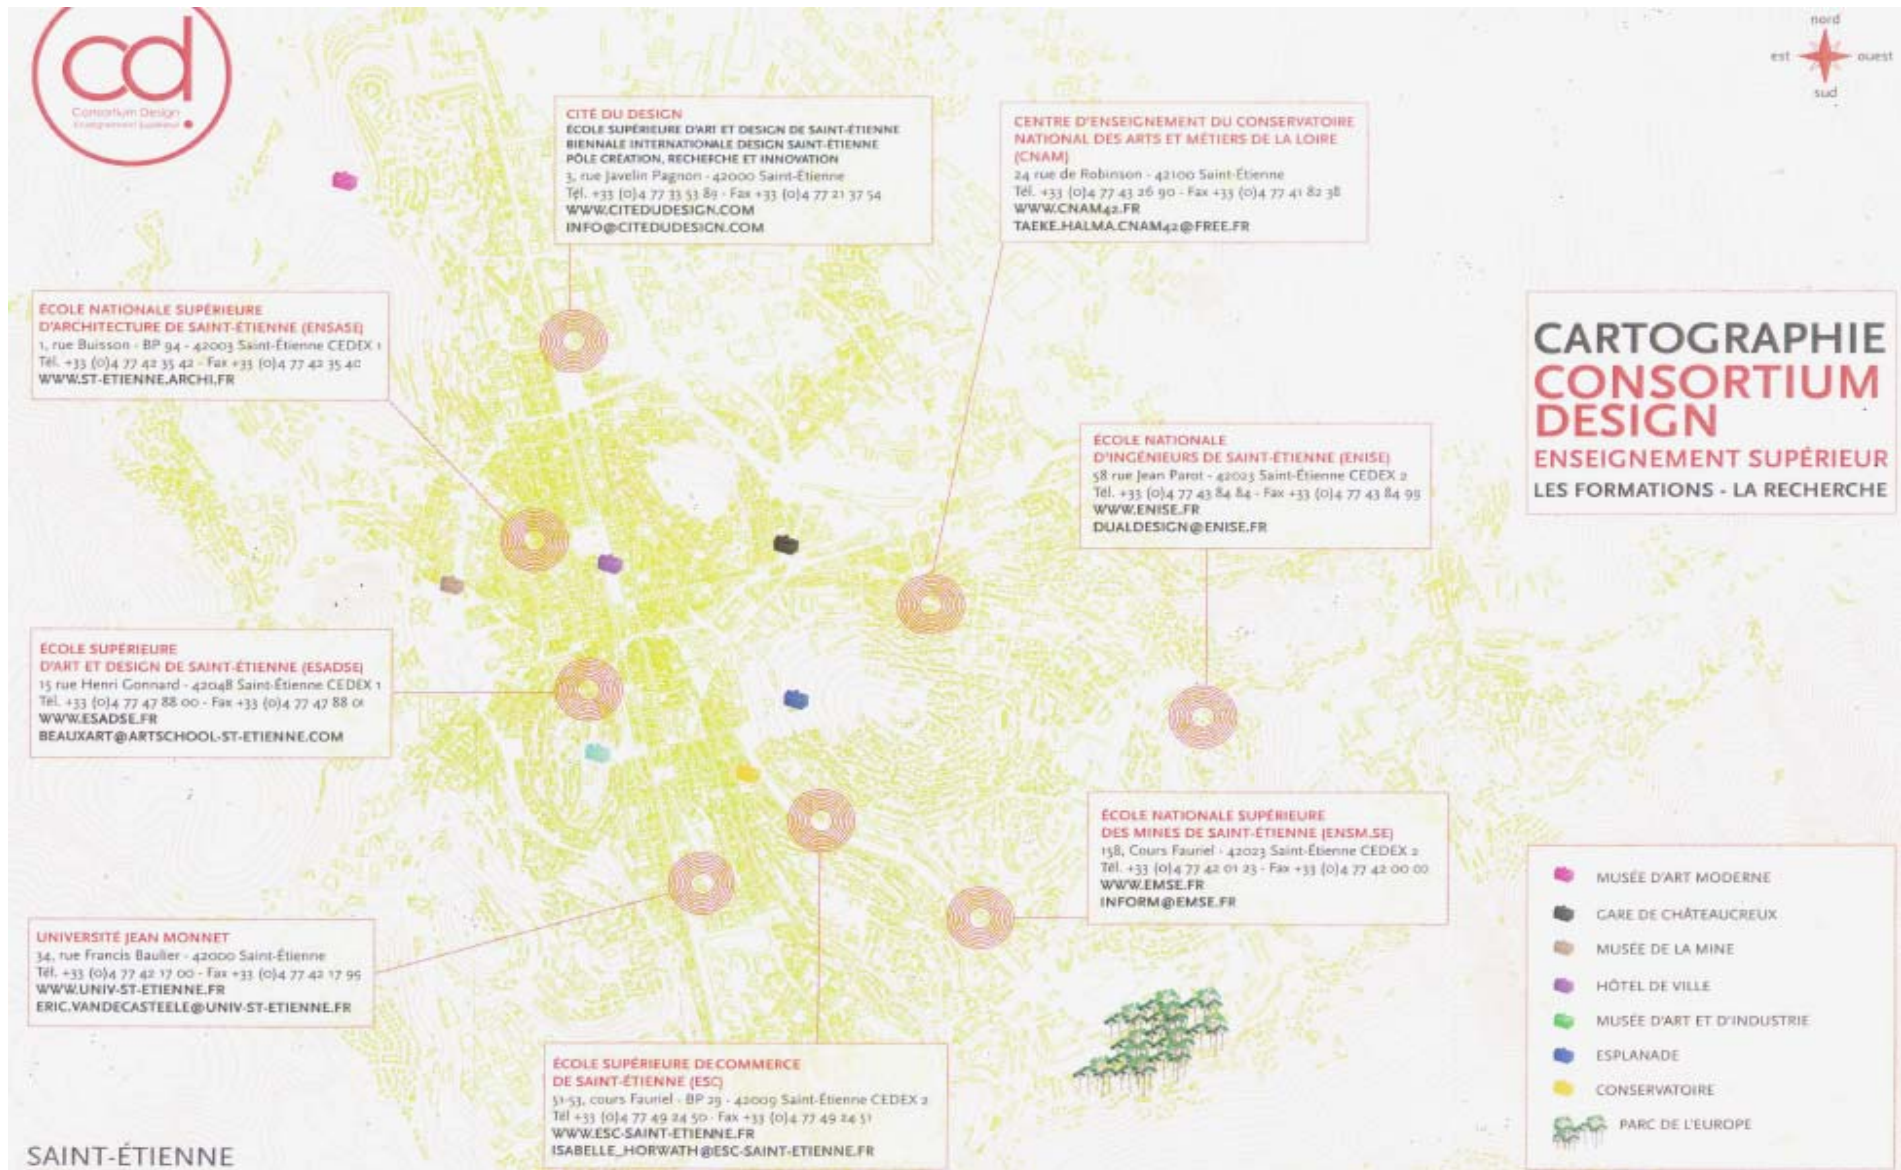 cd
Consortium Design
Enseignement Supérieur
nord
est
ouest
sud
CITÉ DU DESIGN
ÉCOLE SUPÉRIEURE D'ART ET DESIGN DE SAINT-ÉTIENNE
BIENNALE INTERNATIONALE DESIGN SAINT-ÉTIENNE
PÔLE CRÉATION, RECHERCHE ET INNOVATION
3, rue Javelin Pagnon - 42000 Saint-Étienne
Tél. +33 (0)4 77 33 53 89 - Fax +33 (0)4 77 21 37 54
WWW.CITEDUDESIGN.COM
INFO@CITEDUDESIGN.COM
CENTRE D'ENSEIGNEMENT DU CONSERVATOIRE
NATIONAL DES ARTS ET MÉTIERS DE LA LOIRE
(CNAM)
24 rue de Robinson - 42100 Saint-Étienne
Tél. +33 (0)4 77 43 26 90 - Fax +33 (0)4 77 41 82 38
WWW.CNAM42.FR
TAEKE.HALMA.CNAM42@FREE.FR
ÉCOLE NATIONALE SUPÉRIEURE
D'ARCHITECTURE DE SAINT-ÉTIENNE (ENSASE)
1, rue Buisson - BP 94 - 42003 Saint-Étienne CEDEX 1
Tél. +33 (0)4 77 42 35 42 - Fax +33 (0)4 77 42 35 40
WWW.ST-ETIENNE.ARCHI.FR
CARTOGRAPHIE
CONSORTIUM
DESIGN
ENSEIGNEMENT SUPÉRIEUR
LES FORMATIONS - LA RECHERCHE
ÉCOLE NATIONALE
D'INGÉNIEURS DE SAINT-ÉTIENNE (ENISE)
58 rue Jean Parot - 42023 Saint-Étienne CEDEX 2
Tél. +33 (0)4 77 43 84 84 - Fax +33 (0)4 77 43 84 99
WWW.ENISE.FR
DUALDESIGN@ENISE.FR
ÉCOLE SUPÉRIEURE
D'ART ET DESIGN DE SAINT-ÉTIENNE (ESADSE)
15 rue Henri Gonnard - 42048 Saint-Étienne CEDEX 1
Tél. +33 (0)4 77 47 88 00 - Fax +33 (0)4 77 47 88
WWW.ESADSE.FR
BEAUXART@ARTSCHOOL-ST-ETIENNE.COM
ÉCOLE NATIONALE SUPÉRIEURE
DES MINES DE SAINT-ÉTIENNE (ENSM.SE)
158, Cours Fauriel - 42023 Saint-Étienne CEDEX 2
Tél. +33 (0)4 77 42 01 23 - Fax +33 (0)4 77 42 00 00
WWW.EMSE.FR
INFORM@EMSE.FR
UNIVERSITÉ JEAN MONNET
34, rue Francis Baulier - 42000 Saint-Étienne
Tél. +33 (0)4 77 42 17 00 - Fax +33 (0)4 77 42 17 99
WWW.UNIV-ST-ETIENNE.FR
ERIC.VANDECASTEELE@UNIV-ST-ETIENNE.FR
ÉCOLE SUPÉRIEURE DE COMMERCE
DE SAINT-ÉTIENNE (ESC)
51-53, cours Fauriel - BP 29 - 42009 Saint-Étienne CEDEX 2
Tél +33 (0)4 77 49 24 50 - Fax +33 (0)4 77 49 24 51
WWW.ESC-SAINT-ETIENNE.FR
ISABELLE_HORWATH@ESC-SAINT-ETIENNE.FR
MUSÉE D'ART MODERNE
GARE DE CHÂTEAUCREUX
MUSÉE DE LA MINE
HÔTEL DE VILLE
MUSÉE D'ART ET D'INDUSTRIE
ESPLANADE
CONSERVATOIRE
PARC DE L'EUROPE
SAINT-ÉTIENNE